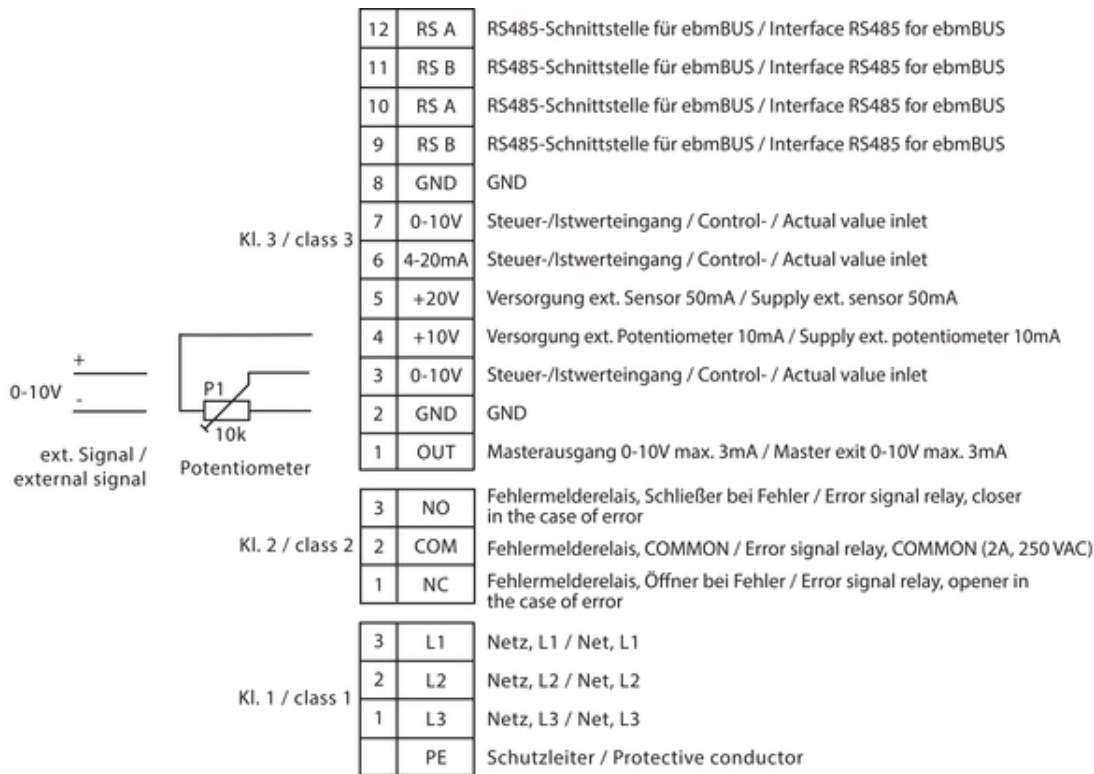 12 RS A RS485-Schnittstelle für ebmBUS / Interface RS485 for ebmBUS
11 RS B RS485-Schnittstelle für ebmBUS / Interface RS485 for ebmBUS
10 RS A RS485-Schnittstelle für ebmBUS / Interface RS485 for ebmBUS
9 RS B RS485-Schnittstelle für ebmBUS / Interface RS485 for ebmBUS
8 GND GND
7 0-10V Steuer-/Istwerteingang / Control- / Actual value inlet
Kl. 3 / class 3
6 4-20mA Steuer-/Istwerteingang / Control- / Actual value inlet
5 +20V Versorgung ext. Sensor 50mA / Supply ext. sensor 50mA
4 +10V Versorgung ext. Potentiometer 10mA / Supply ext. potentiometer 10mA
+
3 0-10V Steuer-/Istwerteingang / Control- / Actual value inlet
0-10V
P1
-
2 GND GND
10k
ext. Signal /
external signal
Potentiometer
1 OUT Masterausgang 0-10V max. 3mA / Master exit 0-10V max. 3mA
3 NO Fehlermelderelais, Schließer bei Fehler / Error signal relay, closer
in the case of error
Kl. 2 / class 2
2 COM Fehlermelderelais, COMMON / Error signal relay, COMMON (2A, 250 VAC)
1 NC Fehlermelderelais, Öffner bei Fehler / Error signal relay, opener in
the case of error
3 L1 Netz, L1 / Net, L1
2 L2 Netz, L2 / Net, L2
Kl. 1 / class 1
1 L3 Netz, L3 / Net, L3
PE Schutzleiter / Protective conductor